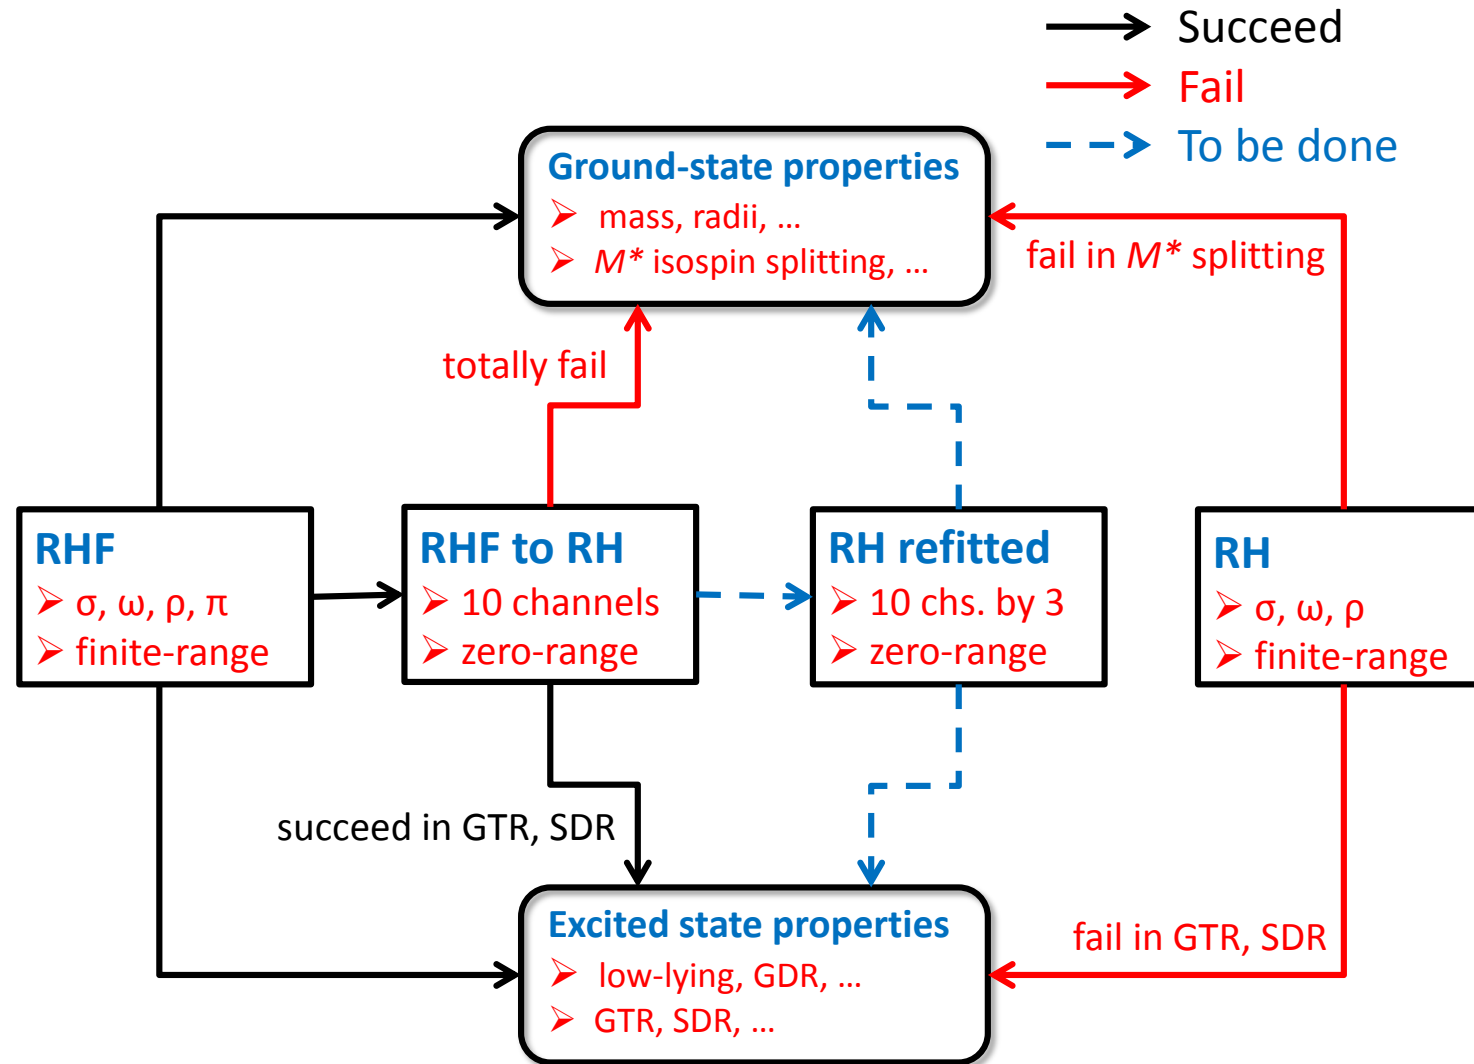 Succeed
Fail
To be done
Ground-state properties
➢ mass, radii, ...
➢ M* isospin splitting, ...
fail in M* splitting
totally fail
RHF
➢ σ, ω, ρ, π
➢ finite-range
RHF to RH
➢ 10 channels
➢ zero-range
RH refitted
➢ 10 chs. by 3
➢ zero-range
RH
➢ σ, ω, ρ
➢ finite-range
succeed in GTR, SDR
fail in GTR, SDR
Excited state properties
➢ low-lying, GDR, ...
➢ GTR, SDR, ...